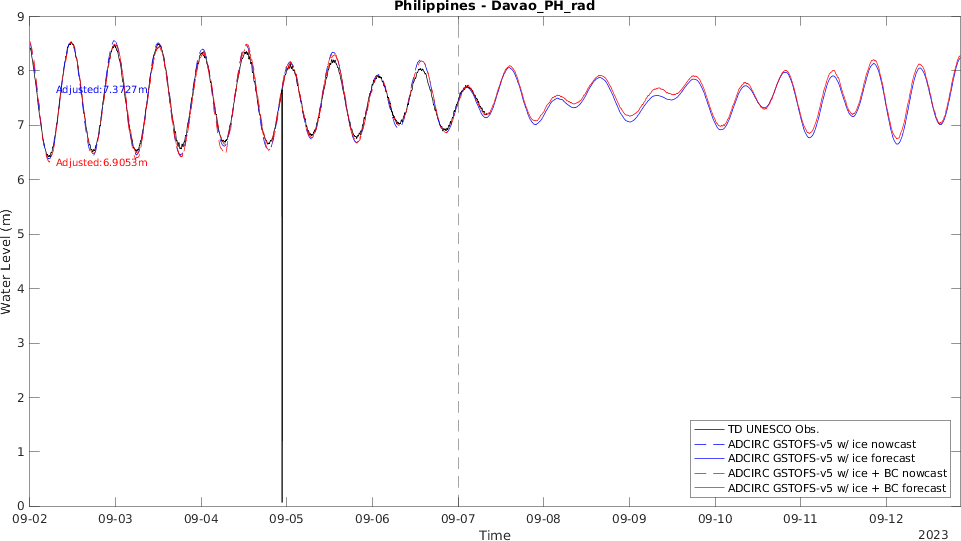 Philippines - Davao_PH_rad
9
8
7
6
5
4
3
2
1
0
Water Level (m)
Adjusted:7.3727m
Adjusted:6.9053m
TD UNESCO Obs.
ADCIRC GSTOFS-v5 w/ ice nowcast
ADCIRC GSTOFS-v5 w/ ice forecast
ADCIRC GSTOFS-v5 w/ ice + BC nowcast
ADCIRC GSTOFS-v5 w/ ice + BC forecast
09-02 09-03 09-04 09-05 09-06 09-07 09-08 09-09 09-10 09-11 09-12
Time
2023